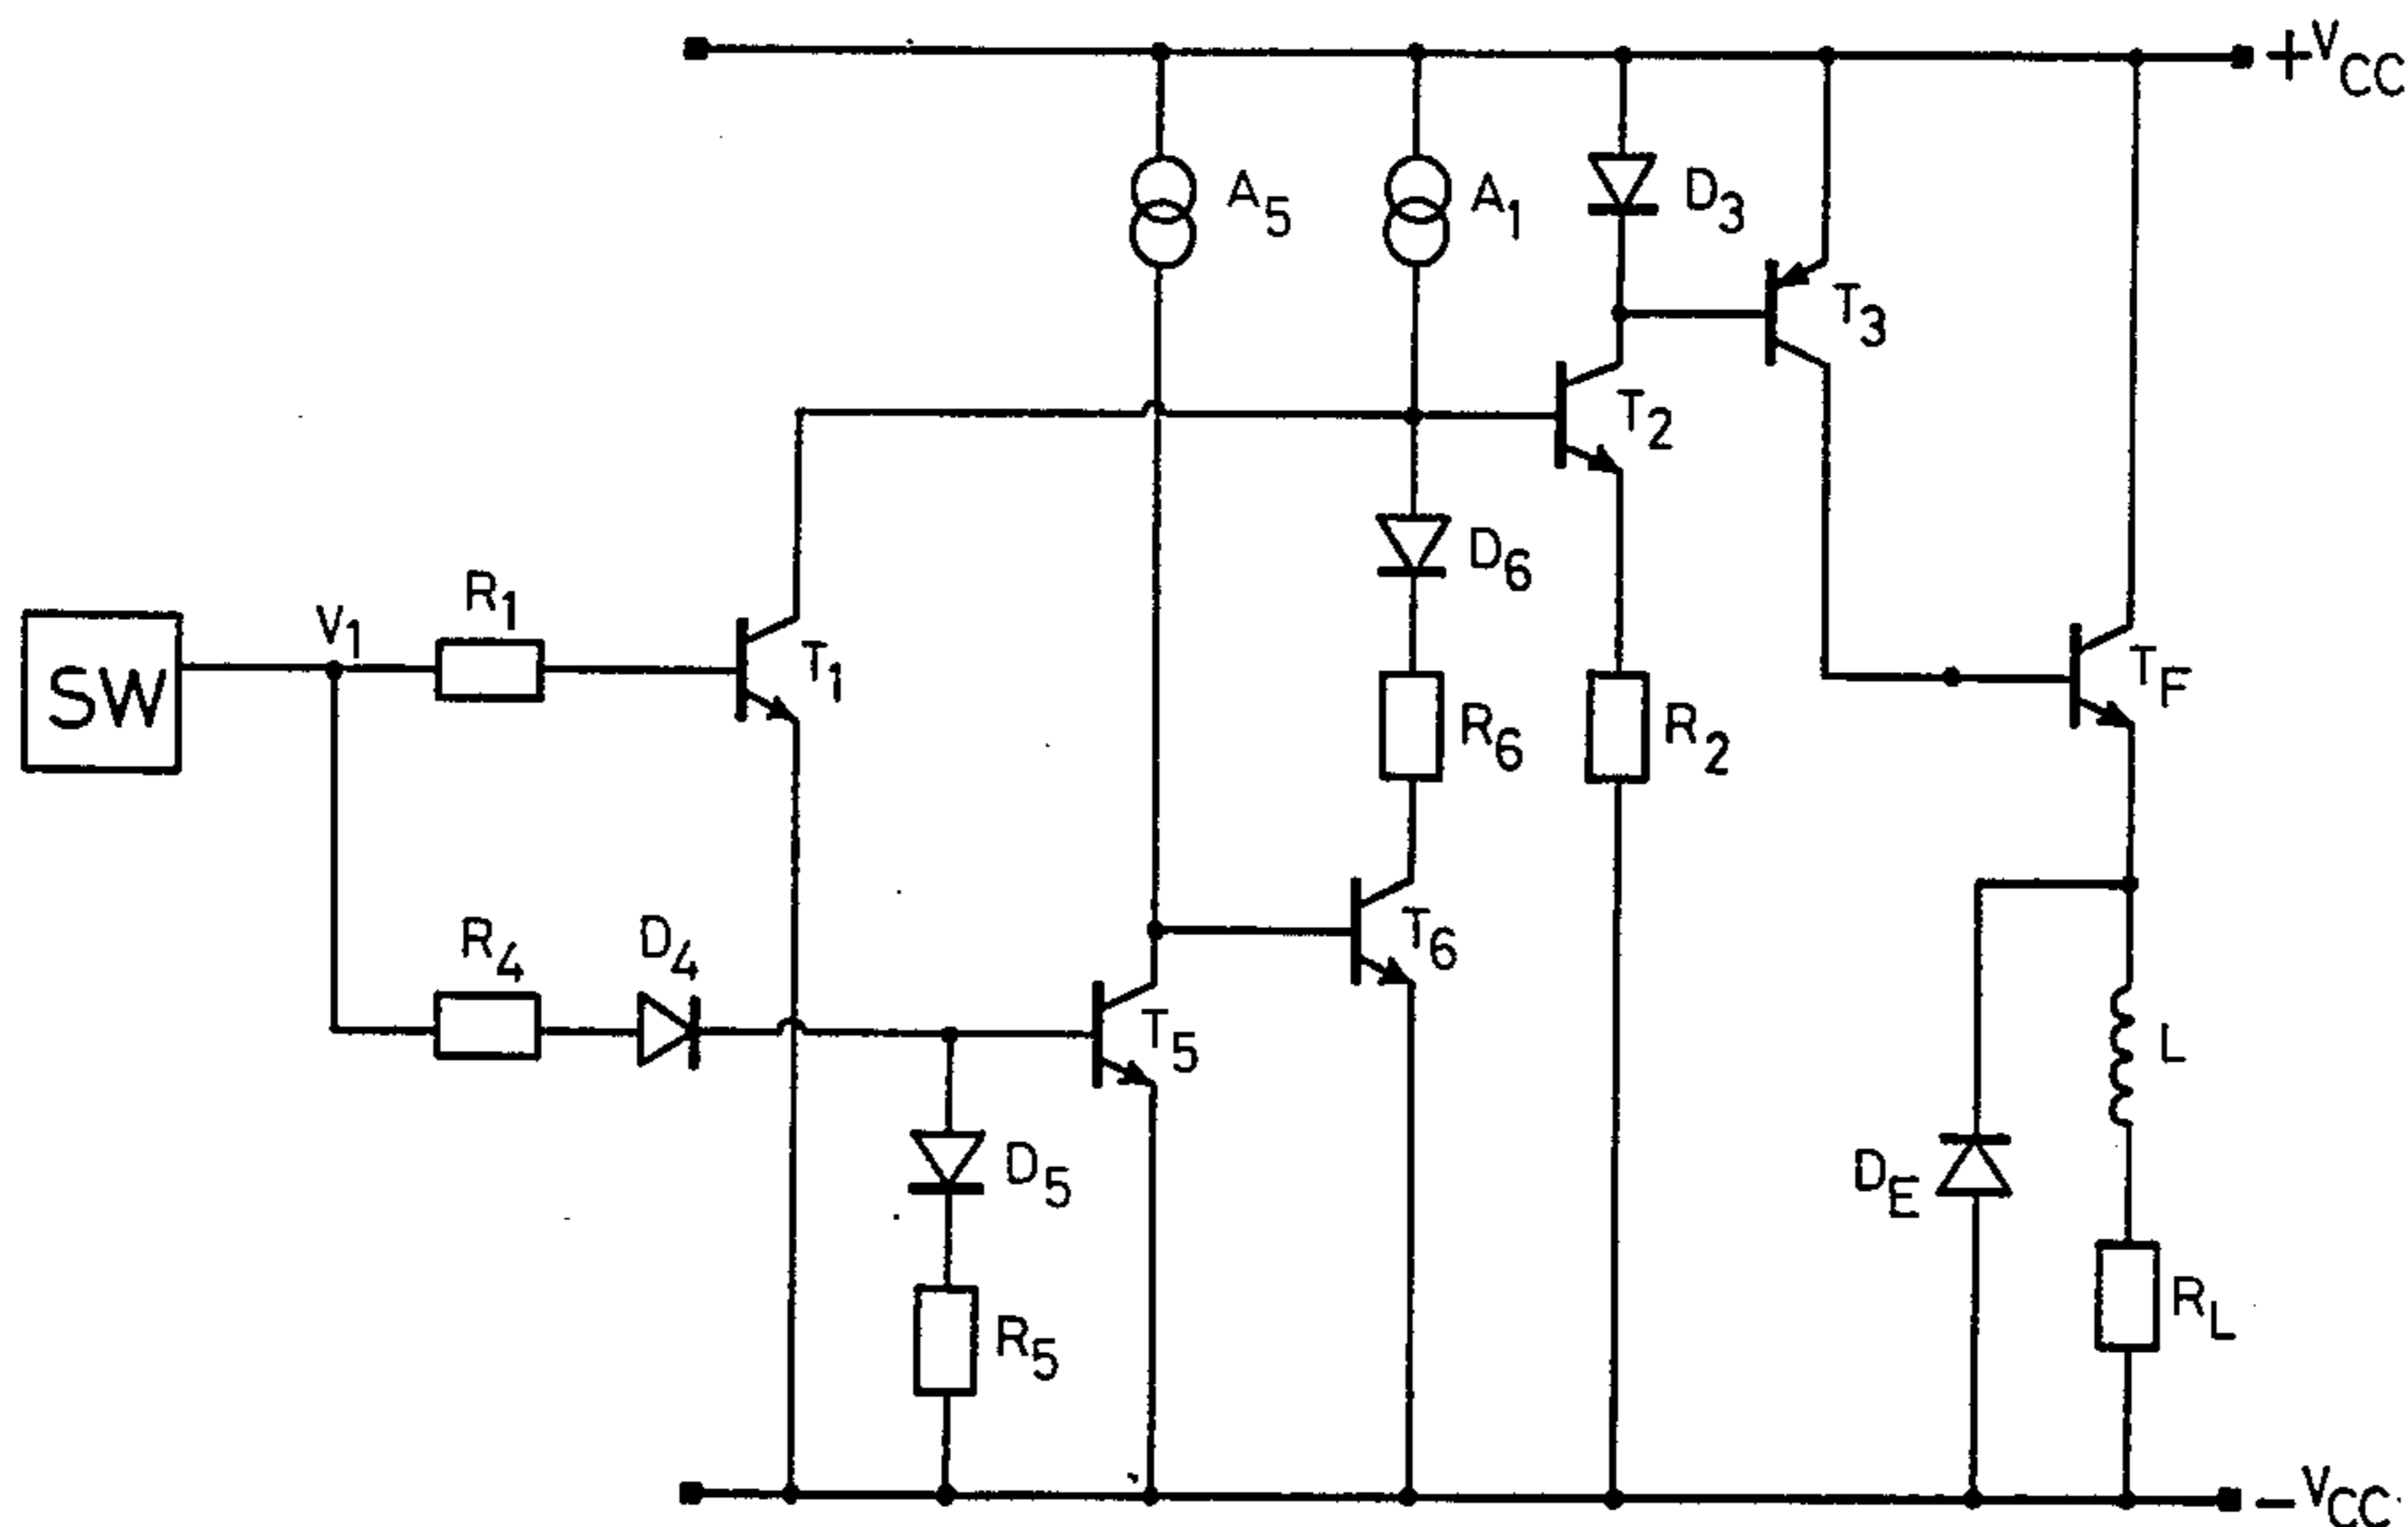 +VCC
A5
A1
D3
T3
T2
D6
R1
V1
SW
T1
R6
R2
TF
R4
D4
T6
T5
L
D5
DE
R5
RL
-VCC